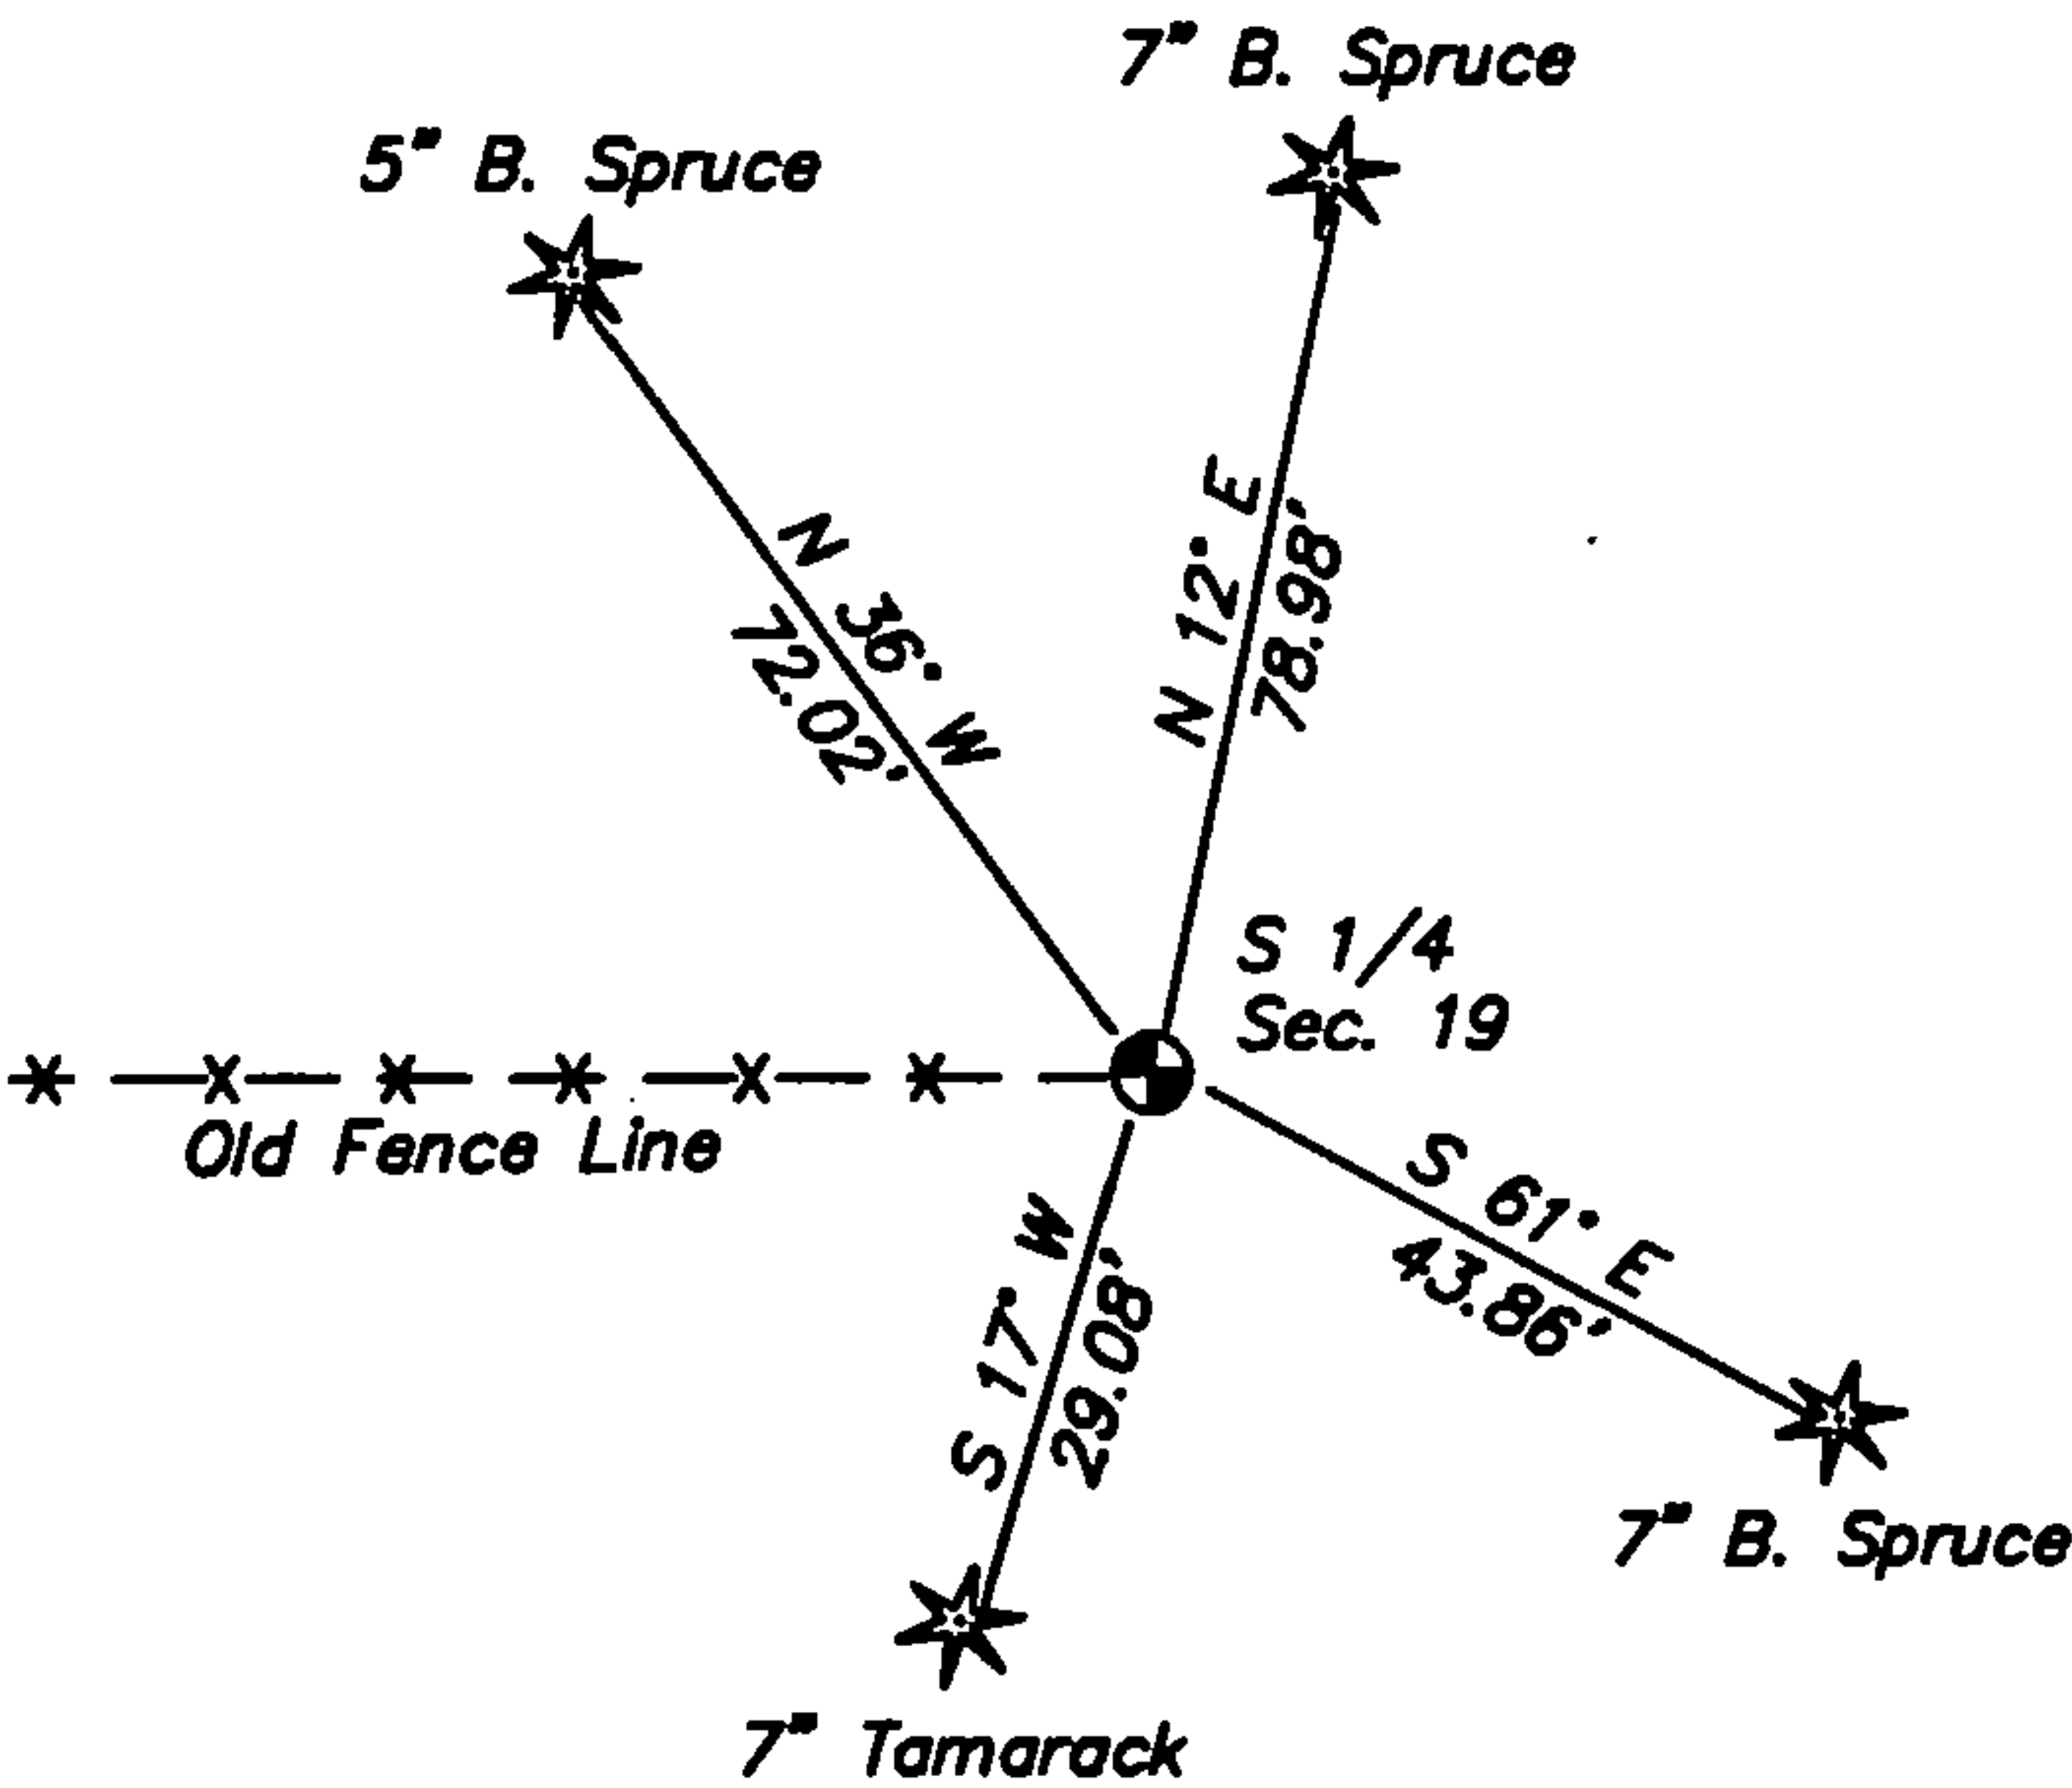 7" B. Spruce
5" B. Spruce
N 36° W
72.02'
N 12° E
78.98'
S 1/4
Sec. 19
Old Fence Line
S 61° E
43.86'
S 17° W
29.08'
7" B. Spruce
7" Tamarack